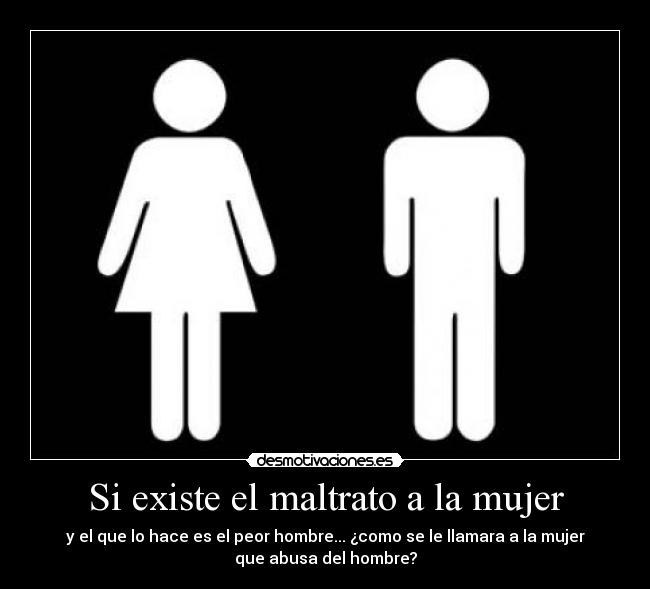 desmotivaciones.es
Si existe el maltrato a la mujer
y el que lo hace es el peor hombre... ¿como se le llamara a la mujer
que abusa del hombre?